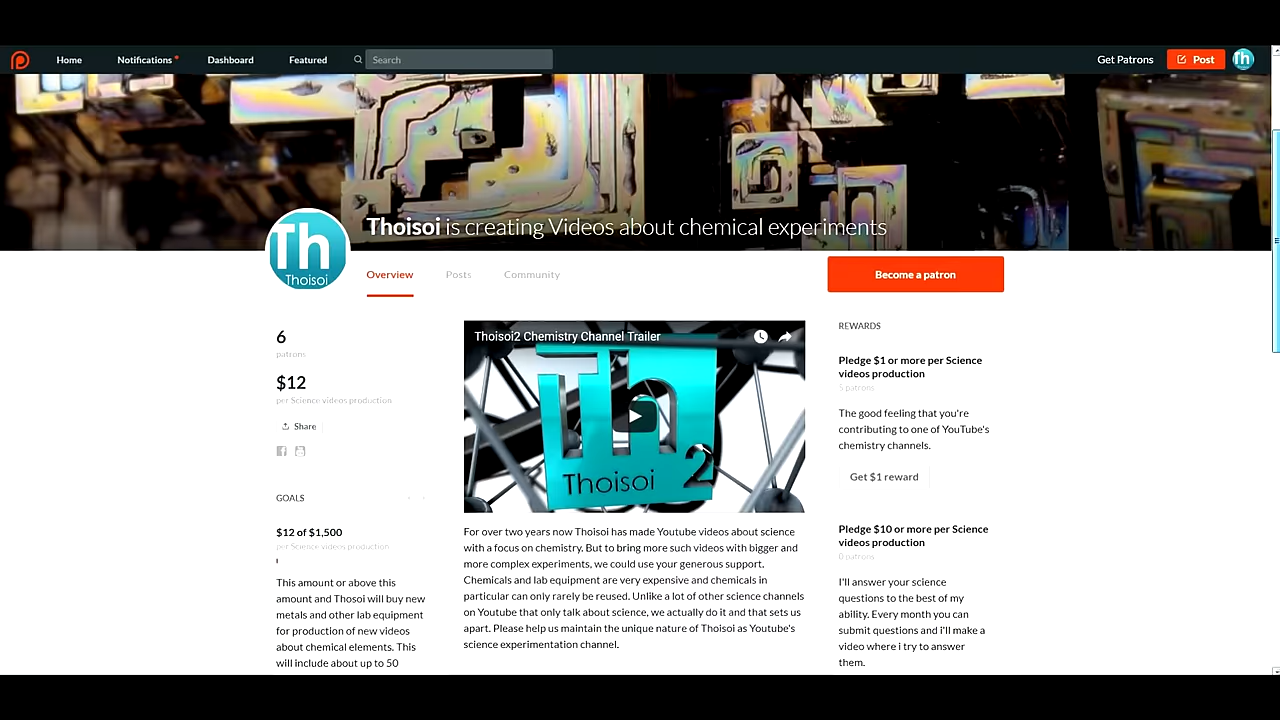 Home Notifications Dashboard Featured Search Get Patrons Post Th
Thoisoi is creating Videos about chemical experiments
Th
Thoisoi
Overview Posts Community
Become a patron
6
patrons
$12
per Science videos production
Share
GOALS
$12 of $1,500
per Science videos production
This amount or above this
amount and Thosoi will buy new
metals and other lab equipment
for production of new videos
about chemical elements. This
will include about up to 50
Thoisoi2 Chemistry Channel Trailer
Th
Thoisoi 2
For over two years now Thoisoi has made Youtube videos about science
with a focus on chemistry. But to bring more such videos with bigger and
more complex experiments, we could use your generous support.
Chemicals and lab equipment are very expensive and chemicals in
particular can only rarely be reused. Unlike a lot of other science channels
on Youtube that only talk about science, we actually do it and that sets us
apart. Please help us maintain the unique nature of Thoisoi as Youtube's
science experimentation channel.
REWARDS
Pledge $1 or more per Science
videos production
5 patrons
The good feeling that you're
contributing to one of YouTube's
chemistry channels.
Get $1 reward
Pledge $10 or more per Science
videos production
0 patrons
I'll answer your science
questions to the best of my
ability. Every month you can
submit questions and i'll make a
video where i try to answer
them.